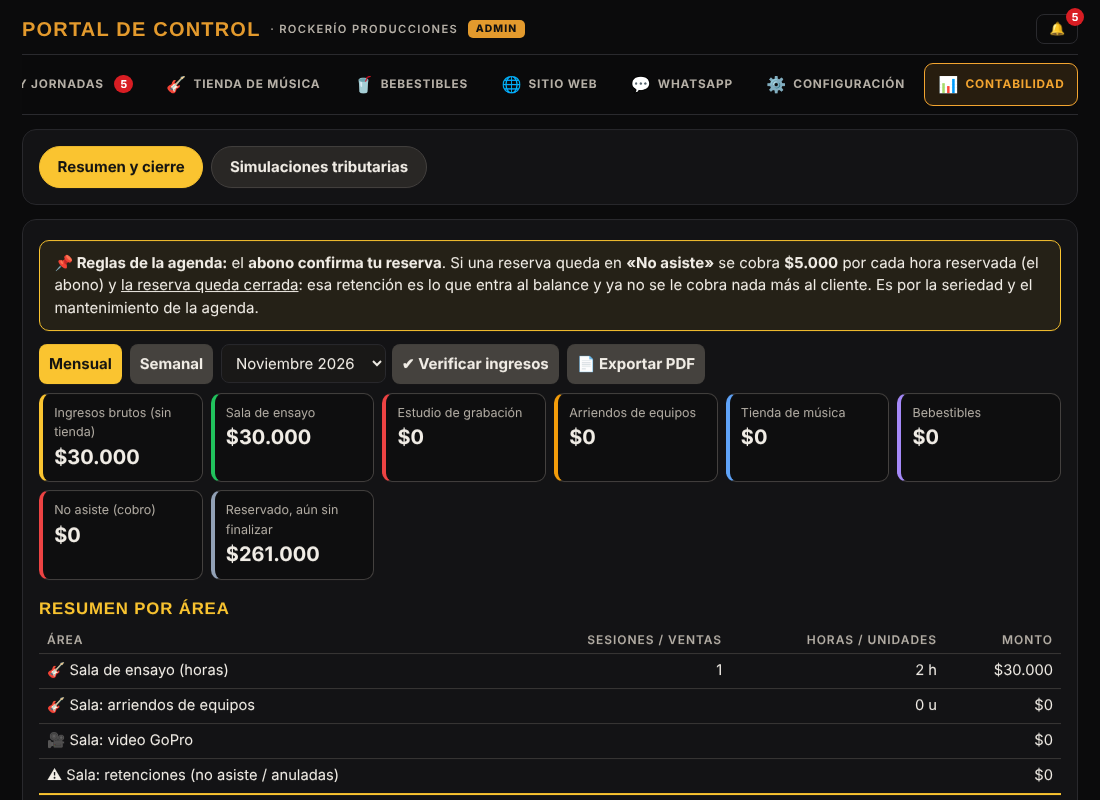 PORTAL DE CONTROL · ROCKERÍO PRODUCCIONES ADMIN 5
Y JORNADAS 5 TIENDA DE MÚSICA BEBESTIBLES SITIO WEB WHATSAPP CONFIGURACIÓN CONTABILIDAD
Resumen y cierre Simulaciones tributarias
📌 Reglas de la agenda: el abono confirma tu reserva. Si una reserva queda en «No asiste» se cobra $5.000 por cada hora reservada (el
abono) y la reserva queda cerrada: esa retención es lo que entra al balance y ya no se le cobra nada más al cliente. Es por la seriedad y el
mantenimiento de la agenda.
Mensual Semanal Noviembre 2026 ✔ Verificar ingresos 📄 Exportar PDF
Ingresos brutos (sin
tienda)
$30.000
Sala de ensayo
$30.000
Estudio de grabación
$0
Arriendos de equipos
$0
Tienda de música
$0
Bebestibles
$0
No asiste (cobro)
$0
Reservado, aún sin
finalizar
$261.000
RESUMEN POR ÁREA
ÁREA SESIONES / VENTAS HORAS / UNIDADES MONTO
🎸 Sala de ensayo (horas) 1 2 h $30.000
🎸 Sala: arriendos de equipos 0 u $0
🎥 Sala: video GoPro $0
⚠ Sala: retenciones (no asiste / anuladas) $0